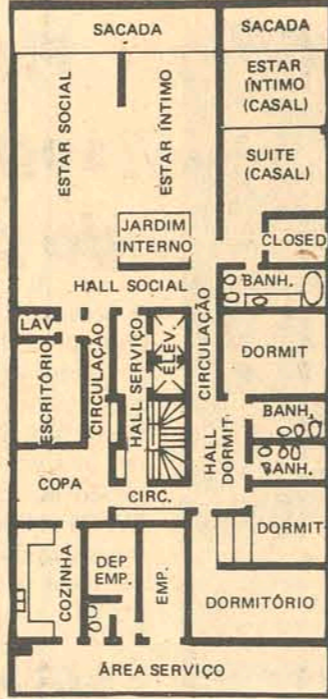 SACADA
SACADA
ESTAR SOCIAL
ESTAR ÍNTIMO
ESTAR
ÍNTIMO
(CASAL)
SUITE
(CASAL)
JARDIM
INTERNO
CLOSED
HALL SOCIAL
BANH.
LAV
ESCRITÓRIO
CIRCULAÇÃO
HALL SERVIÇO
ELEV.
CIRCULAÇÃO
DORMIT
HALL
DORMIT
BANH.
BANH.
COPA
CIRC.
DORMIT
COZINHA
DEP
EMP.
EMP.
DORMITÓRIO
ÁREA SERVIÇO